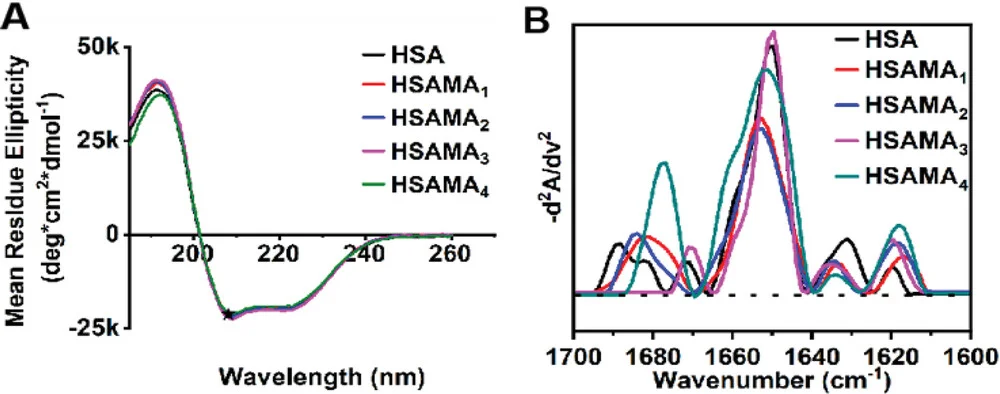 A
Mean Residue Ellipticity
(deg*cm²*dmol⁻¹)
50k
25k
0
-25k
200 220 240 260
Wavelength (nm)
HSA
HSAMA₁
HSAMA₂
HSAMA₃
HSAMA₄
B
-d²A/dv²
1700 1680 1660 1640 1620 1600
Wavenumber (cm⁻¹)
HSA
HSAMA₁
HSAMA₂
HSAMA₃
HSAMA₄